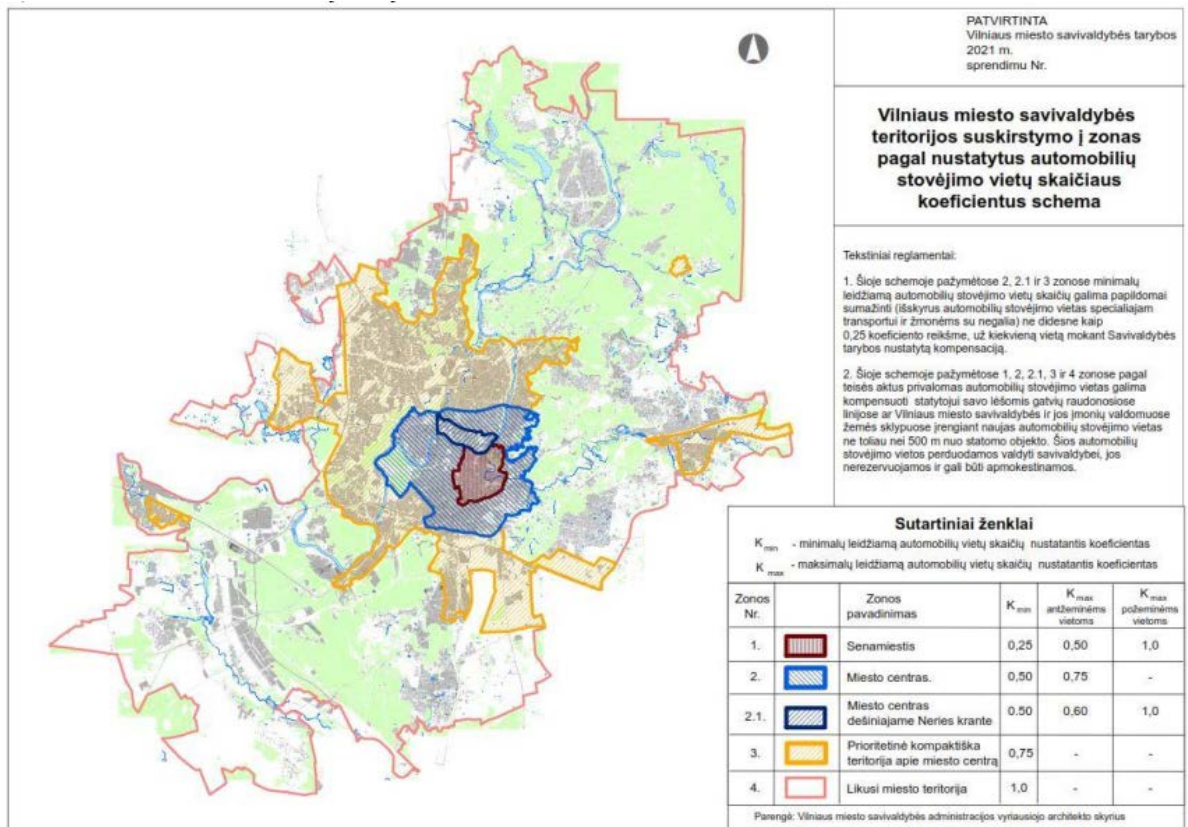 PATVIRTINTA
Vilniaus miesto savivaldybės tarybos
2021 m.
sprendimu Nr.
Vilniaus miesto savivaldybės
teritorijos suskirstymo į zonas
pagal nustatytus automobilių
stovėjimo vietų skaičiaus
koeficientus schema
Tekstiniai reglamentai:
1. Šioje schemoje pažymėtose 2, 2.1 ir 3 zonose minimalų
leidžiamą automobilių stovėjimo vietų skaičių galima papildomai
sumažinti (išskyrus automobilių stovėjimo vietas specialiajam
transportui ir žmonėms su negalia) ne didesne kaip
0,25 koeficiento reikšme, už kiekvieną vietą mokant Savivaldybės
tarybos nustatytą kompensaciją.
2. Šioje schemoje pažymėtose 1, 2, 2.1, 3 ir 4 zonose pagal
teisės aktus privalomas automobilių stovėjimo vietas galima
kompensuoti statytojui savo lėšomis gatvių raudonosiose
linijose ar Vilniaus miesto savivaldybė ir jos įmonių valdomuose
žemės sklypuose įrengiant naujas automobilių stovėjimo vietas
ne toliau nei 500 m nuo statomo objekto. Šios automobilių
stovėjimo vietos perduodamos valdyti savivaldybei, jos
nerezervuojamos ir gali būti apmokestinamos.
Sutartiniai ženklai
K min - minimalų leidžiamą automobilių vietų skaičių nustatantis koeficientas
K max - maksimalų leidžiamą automobilių vietų skaičių nustatantis koeficientas
Zonos Nr. Zonos pavadinimas K min K max antžeminėms vietoms K max požeminėms vietoms
1. Senamiestis 0,25 0,50 1,0
2. Miesto centras. 0,50 0,75 -
2.1. Miesto centras dešiniajame Neries krante 0.50 0,60 1,0
3. Prioritetinė kompaktiška teritorija apie miesto centrą 0,75 - -
4. Likusi miesto teritorija 1,0 - -
Parengė: Vilniaus miesto savivaldybės administracijos vyriausiojo architekto skyrius